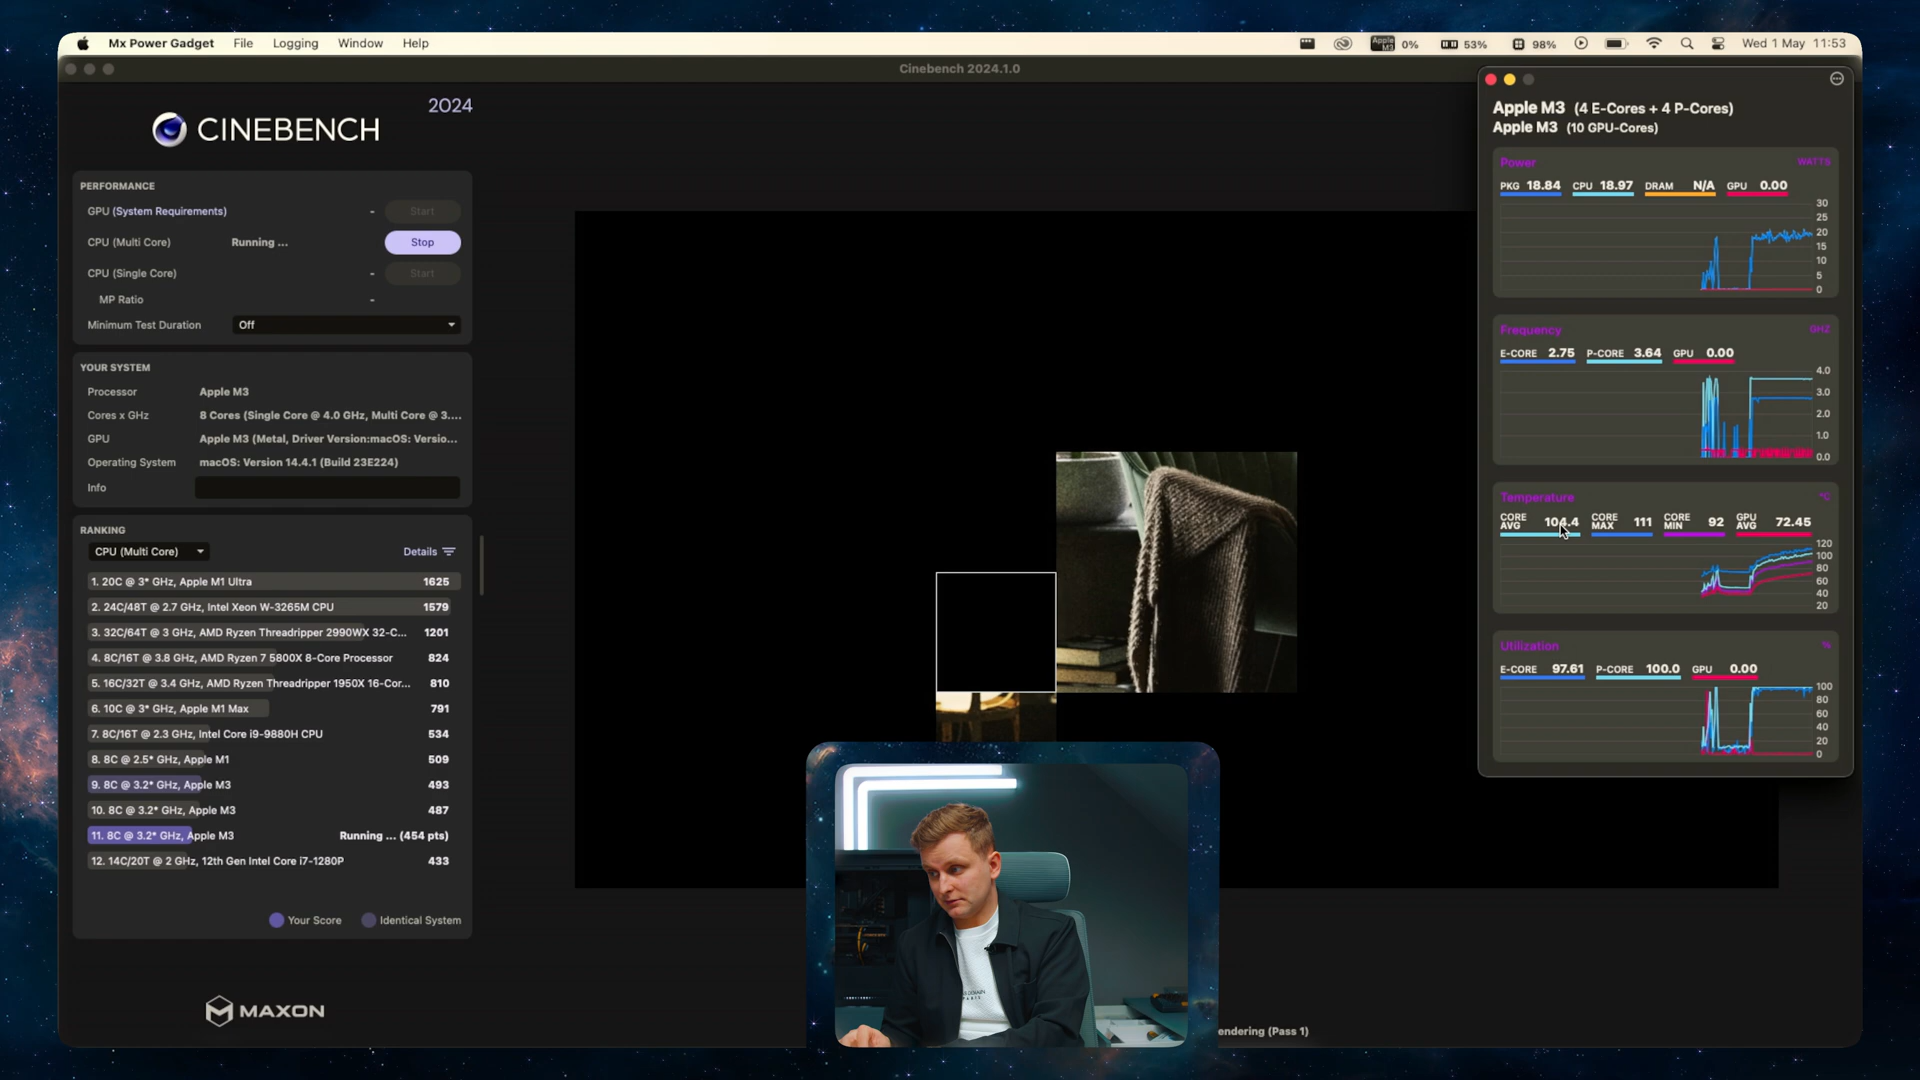 Mx Power Gadget File Logging Window Help
Apple M3 0% 53% 98% Wed 1 May 11:53
Cinebench 2024.1.0
2024
CINEBENCH
PERFORMANCE
GPU (System Requirements) - Start
CPU (Multi Core) Running ... Stop
CPU (Single Core) - Start
MP Ratio -
Minimum Test Duration Off
YOUR SYSTEM
Processor Apple M3
Cores x GHz 8 Cores (Single Core @ 4.0 GHz, Multi Core @ 3....
GPU Apple M3 (Metal, Driver Version:macOS: Versio...
Operating System macOS: Version 14.4.1 (Build 23E224)
Info
RANKING
CPU (Multi Core) Details
1. 20C @ 3* GHz, Apple M1 Ultra 1625
2. 24C/48T @ 2.7 GHz, Intel Xeon W-3265M CPU 1579
3. 32C/64T @ 3 GHz, AMD Ryzen Threadripper 2990WX 32-C... 1201
4. 8C/16T @ 3.8 GHz, AMD Ryzen 7 5800X 8-Core Processor 824
5. 16C/32T @ 3.4 GHz, AMD Ryzen Threadripper 1950X 16-Cor... 810
6. 10C @ 3* GHz, Apple M1 Max 791
7. 8C/16T @ 2.3 GHz, Intel Core i9-9880H CPU 534
8. 8C @ 2.5* GHz, Apple M1 509
9. 8C @ 3.2* GHz, Apple M3 493
10. 8C @ 3.2* GHz, Apple M3 487
11. 8C @ 3.2* GHz, Apple M3 Running ... (454 pts)
12. 14C/20T @ 2 GHz, 12th Gen Intel Core i7-1280P 433
Your Score Identical System
MAXON
endering (Pass 1)
Apple M3 (4 E-Cores + 4 P-Cores)
Apple M3 (10 GPU-Cores)
Power WATTS
PKG 18.84 CPU 18.97 DRAM N/A GPU 0.00
30
25
20
15
10
5
0
Frequency GHZ
E-CORE 2.75 P-CORE 3.64 GPU 0.00
4.0
3.0
2.0
1.0
0.0
Temperature °C
CORE AVG 104.4 CORE MAX 111 CORE MIN 92 GPU AVG 72.45
120
100
80
60
40
20
Utilization %
E-CORE 97.61 P-CORE 100.0 GPU 0.00
100
80
60
40
20
0